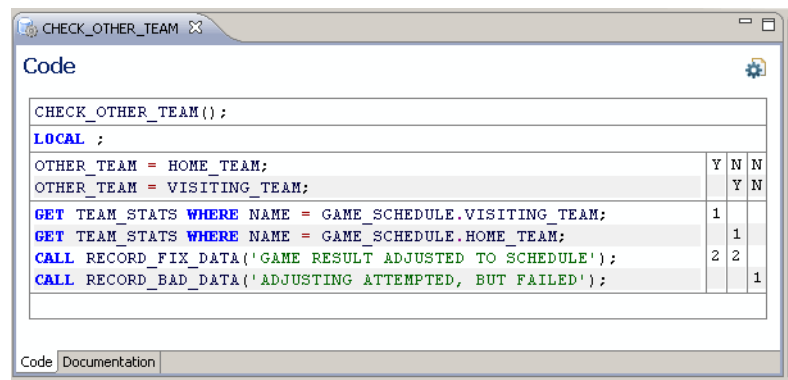 CHECK_OTHER_TEAM
Code
CHECK_OTHER_TEAM();
LOCAL ;
OTHER_TEAM = HOME_TEAM; Y N N
OTHER_TEAM = VISITING_TEAM; Y N
GET TEAM_STATS WHERE NAME = GAME_SCHEDULE.VISITING_TEAM; 1
GET TEAM_STATS WHERE NAME = GAME_SCHEDULE.HOME_TEAM; 1
CALL RECORD_FIX_DATA('GAME RESULT ADJUSTED TO SCHEDULE'); 2 2
CALL RECORD_BAD_DATA('ADJUSTING ATTEMPTED, BUT FAILED'); 1
Code Documentation